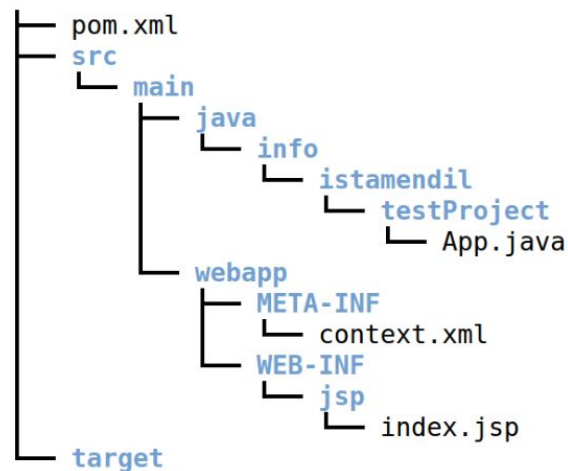 pom.xml
src
main
java
info
istamendil
testProject
App.java
webapp
META-INF
context.xml
WEB-INF
jsp
index.jsp
target